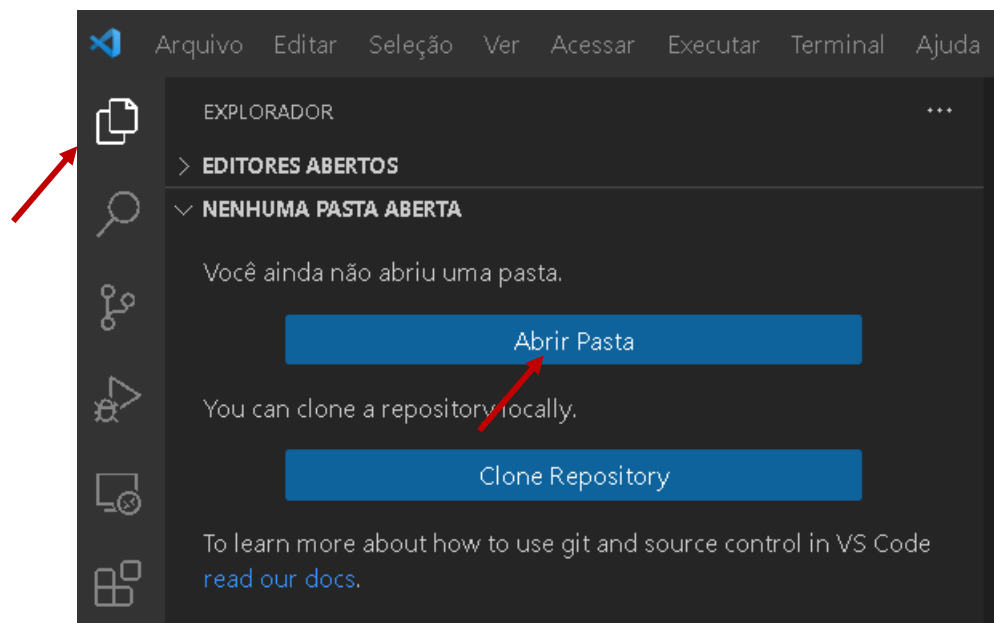 Arquivo Editar Seleção Ver Acessar Executar Terminal Ajuda
EXPLORADOR
EDITORES ABERTOS
NENHUMA PASTA ABERTA
Você ainda não abriu uma pasta.
Abrir Pasta
You can clone a repository locally.
Clone Repository
To learn more about how to use git and source control in VS Code
read our docs.